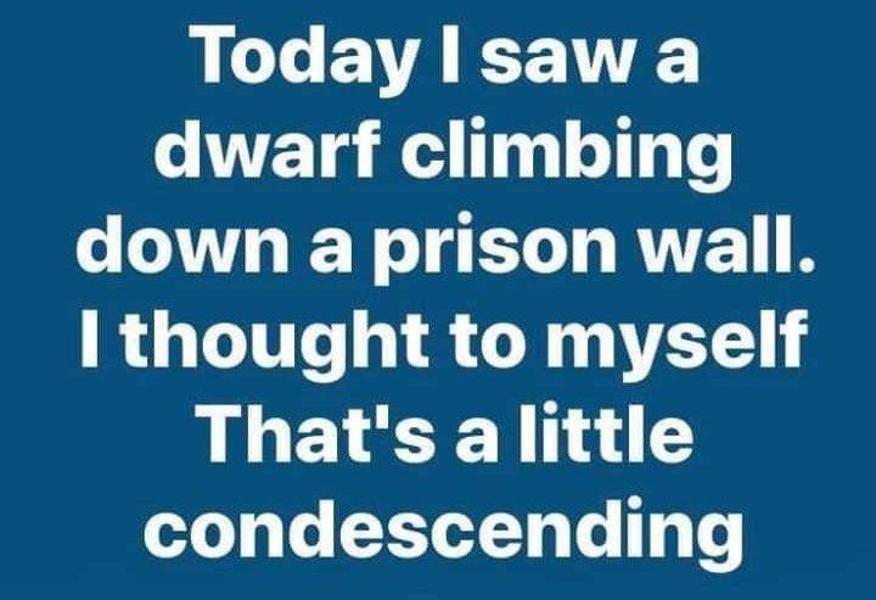 Today I saw a
dwarf climbing
down a prison wall.
I thought to myself
That's a little
condescending